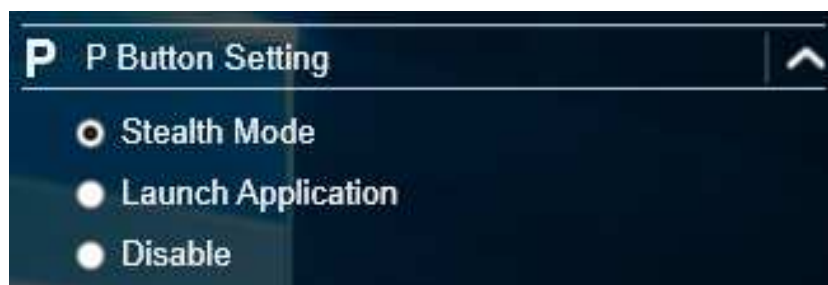 P P Button Setting
Stealth Mode
Launch Application
Disable